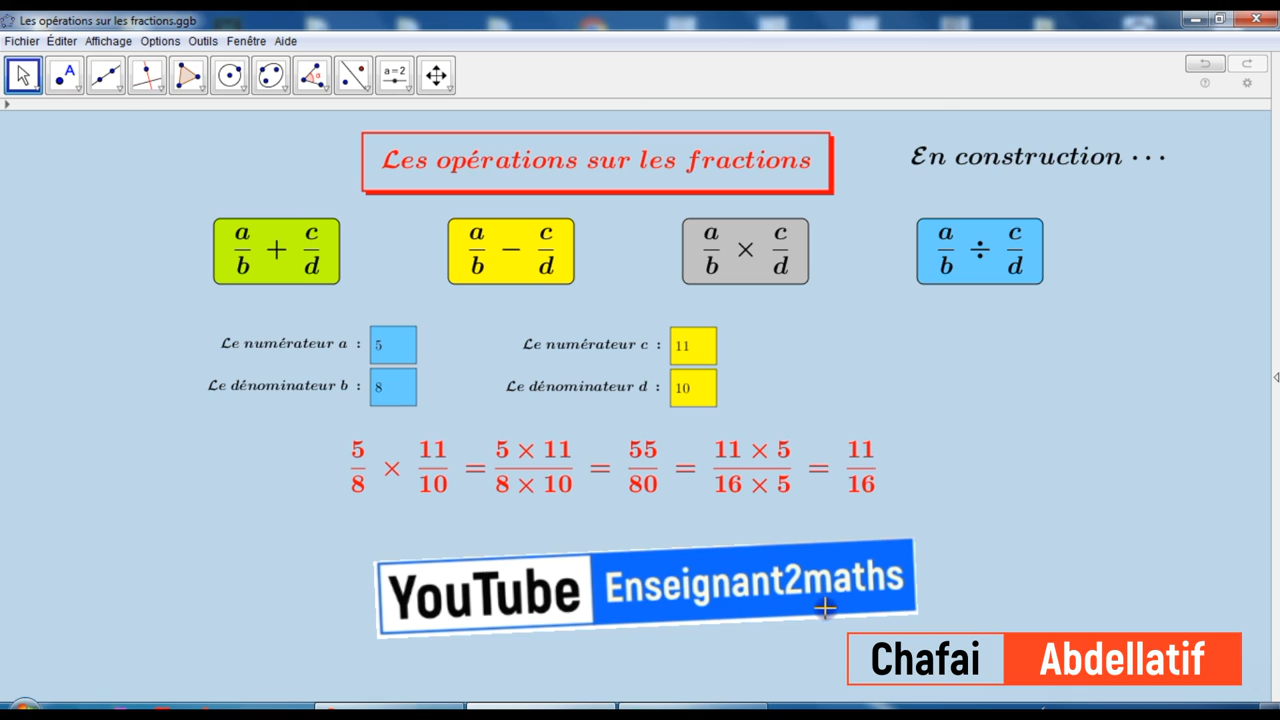 Les opérations sur les fractions.ggb
Fichier Éditer Affichage Options Outils Fenêtre Aide
A
α
a=2
Les opérations sur les fractions
En construction ···
a/b + c/d
a/b − c/d
a/b × c/d
a/b ÷ c/d
Le numérateur a : 5
Le numérateur c : 11
Le dénominateur b : 8
Le dénominateur d : 10
5/8 × 11/10 = 5 × 11/8 × 10 = 55/80 = 11 × 5/16 × 5 = 11/16
YouTube Enseignant2maths
Chafai Abdellatif